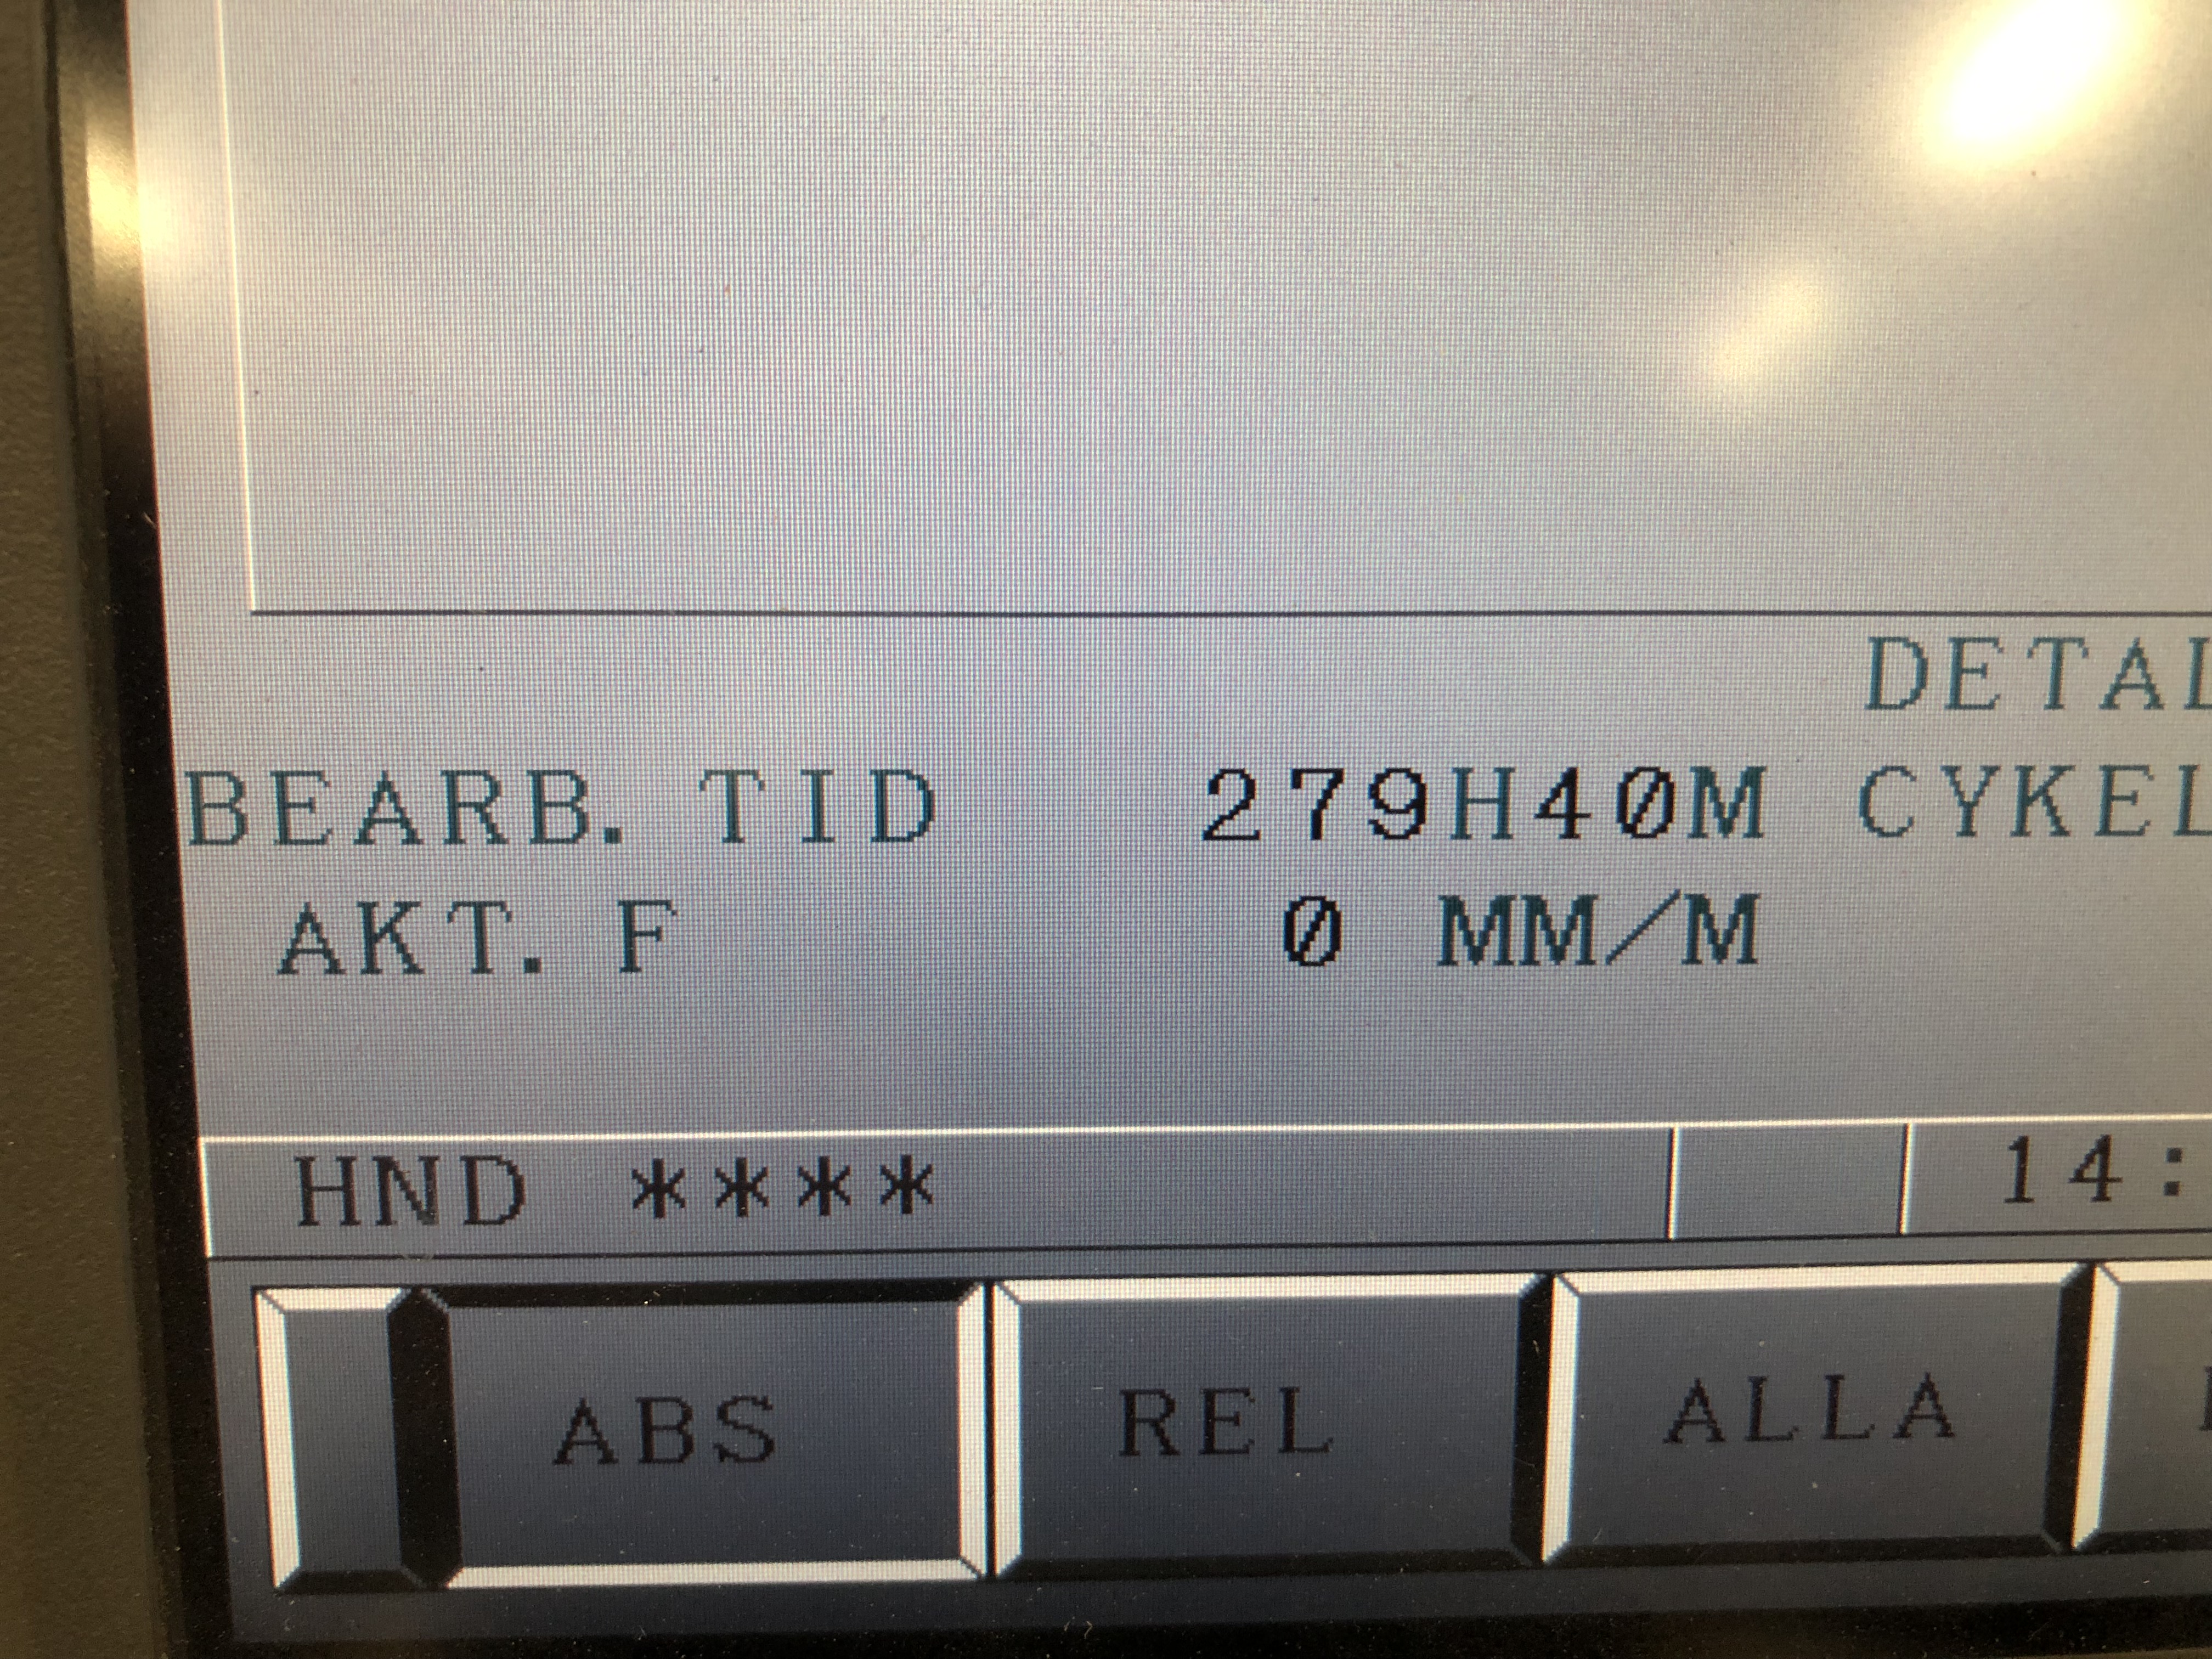 DETAL
BEARB. TID 279H40M CYKEL
AKT. F 0 MM/M
HND **** 14:
ABS REL ALLA